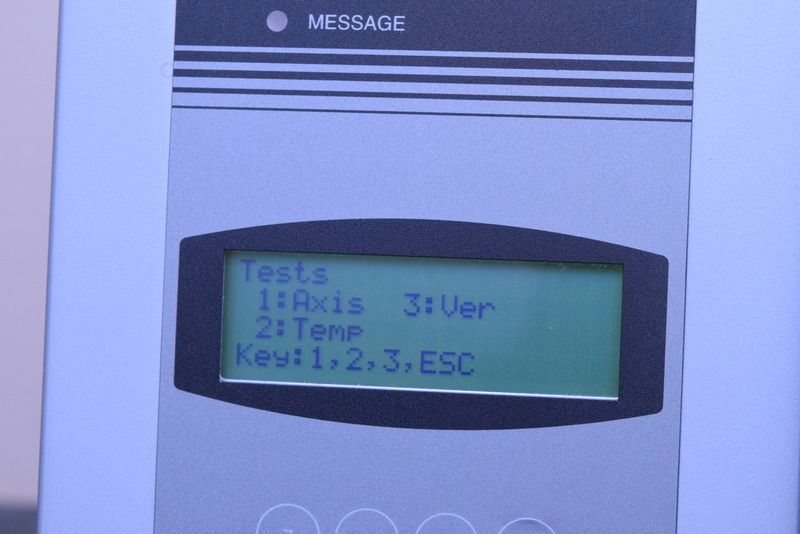 MESSAGE
Tests
1:Axis 3:Ver
2:Temp
Key:1,2,3,ESC